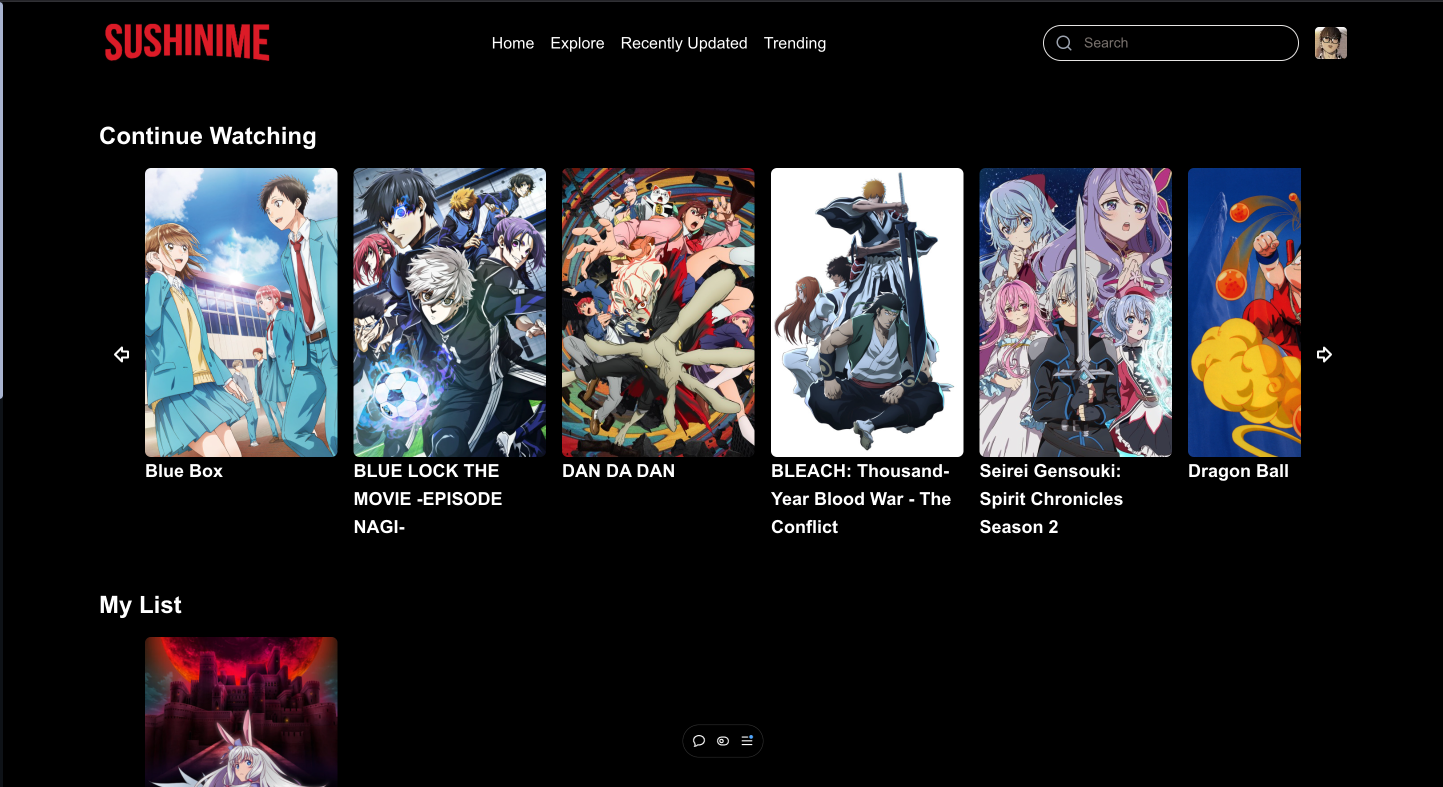 SUSHINIME
Home Explore Recently Updated Trending
Search
Continue Watching
Blue Box
BLUE LOCK THE
MOVIE -EPISODE
NAGI-
DAN DA DAN
BLEACH: Thousand-
Year Blood War - The
Conflict
Seirei Gensouki:
Spirit Chronicles
Season 2
Dragon Ball
My List